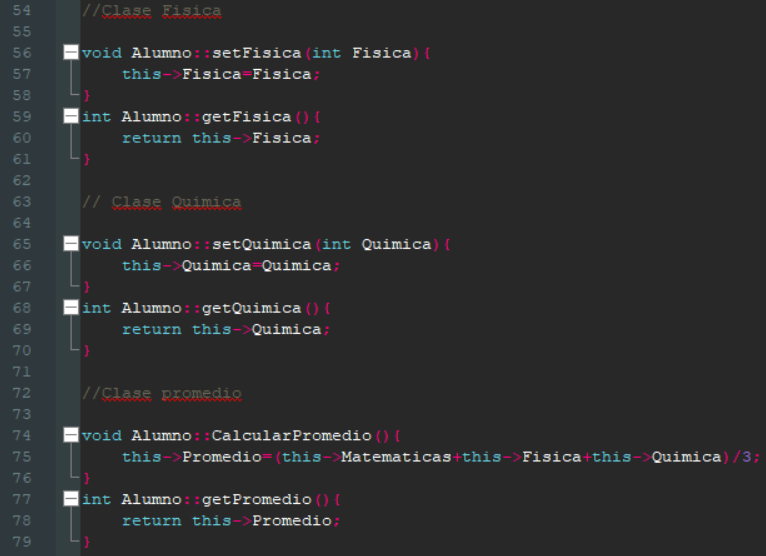 54 //Clase Fisica
55
56 void Alumno::setFisica(int Fisica){
57 this->Fisica=Fisica;
58 }
59 int Alumno::getFisica(){
60 return this->Fisica;
61 }
62
63 // Clase Quimica
64
65 void Alumno::setQuimica(int Quimica){
66 this->Quimica=Quimica;
67 }
68 int Alumno::getQuimica(){
69 return this->Quimica;
70 }
71
72 //Clase promedio
73
74 void Alumno::CalcularPromedio(){
75 this->Promedio=(this->Matematicas+this->Fisica+this->Quimica)/3;
76 }
77 int Alumno::getPromedio(){
78 return this->Promedio;
79 }